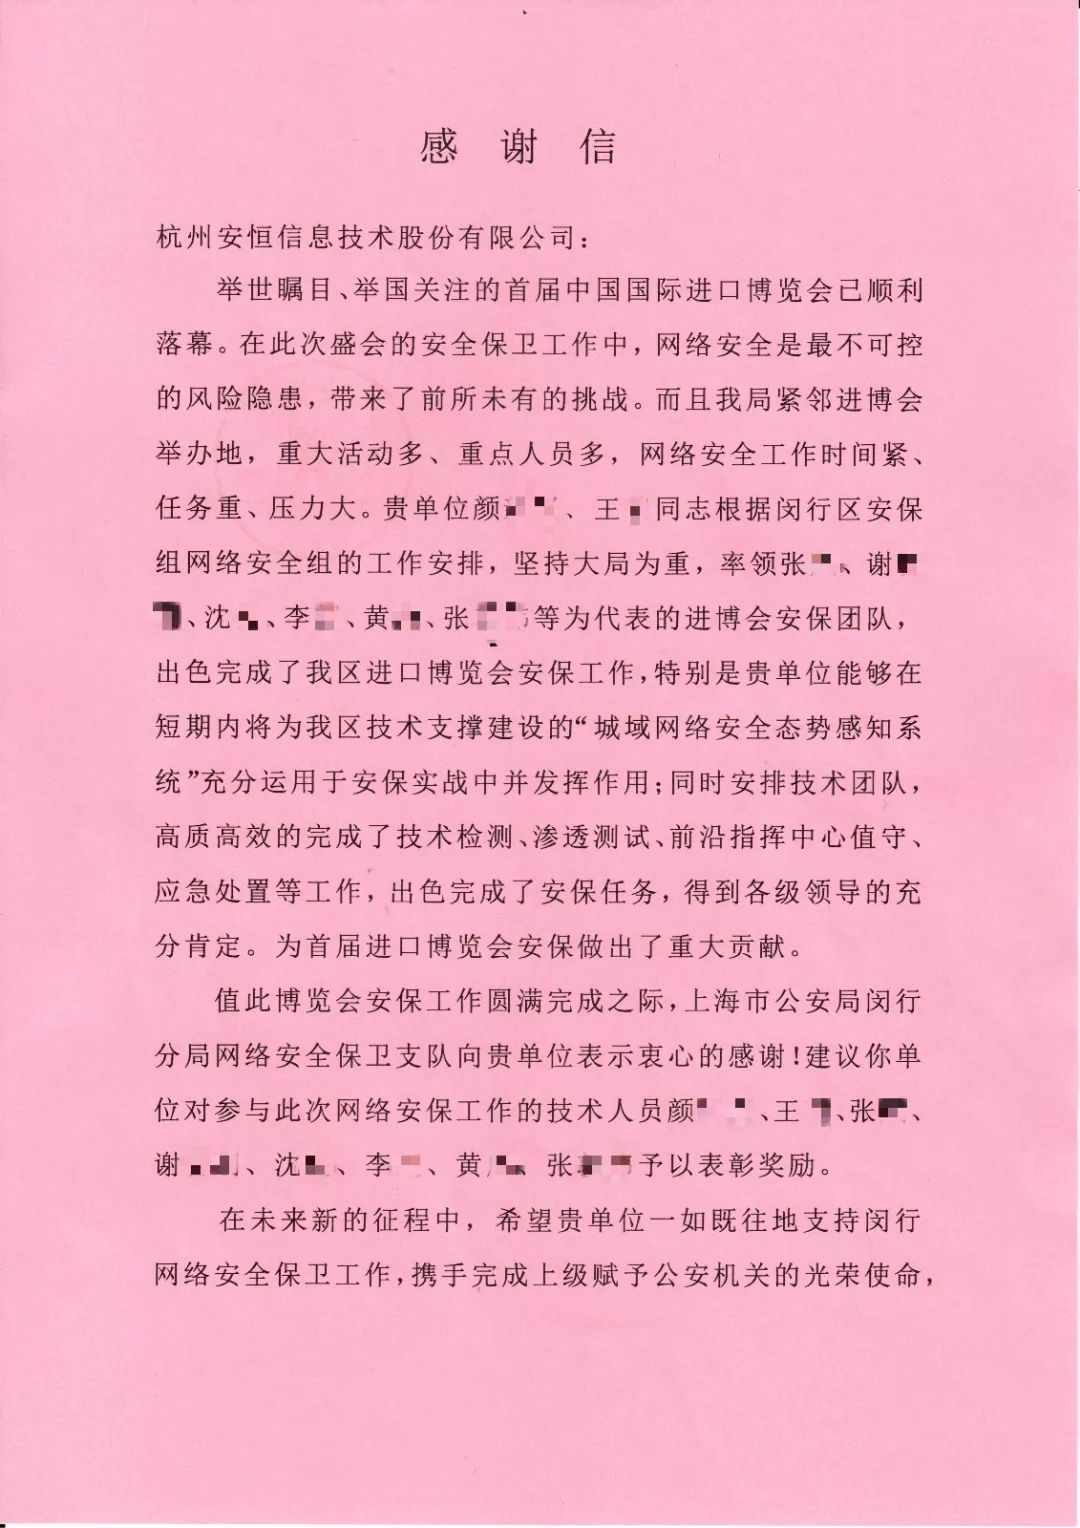 感谢信
杭州安恒信息技术股份有限公司：
举世瞩目、举国关注的首届中国国际进口博览会已顺利
落幕。在此次盛会的安全保卫工作中，网络安全是最不可控
的风险隐患，带来了前所未有的挑战。而且我局紧邻进博会
举办地，重大活动多、重点人员多，网络安全工作时间紧、
任务重、压力大。贵单位颜、王同志根据闵行区安保
组网络安全组的工作安排，坚持大局为重，率领张、谢
、沈、李、黄、张等为代表的进博会安保团队，
出色完成了我区进口博览会安保工作，特别是贵单位能够在
短期内将为我区技术支撑建设的“城域网络安全态势感知系
统”充分运用于安保实战中并发挥作用；同时安排技术团队，
高质高效的完成了技术检测、渗透测试、前沿指挥中心值守、
应急处置等工作，出色完成了安保任务，得到各级领导的充
分肯定。为首届进口博览会安保做出了重大贡献。
值此博览会安保工作圆满完成之际，上海市公安局闵行
分局网络安全保卫支队向贵单位表示衷心的感谢！建议你单
位对参与此次网络安保工作的技术人员颜、王、张、
谢、沈、李、黄、张予以表彰奖励。
在未来新的征程中，希望贵单位一如既往地支持闵行
网络安全保卫工作，携手完成上级赋予公安机关的光荣使命，